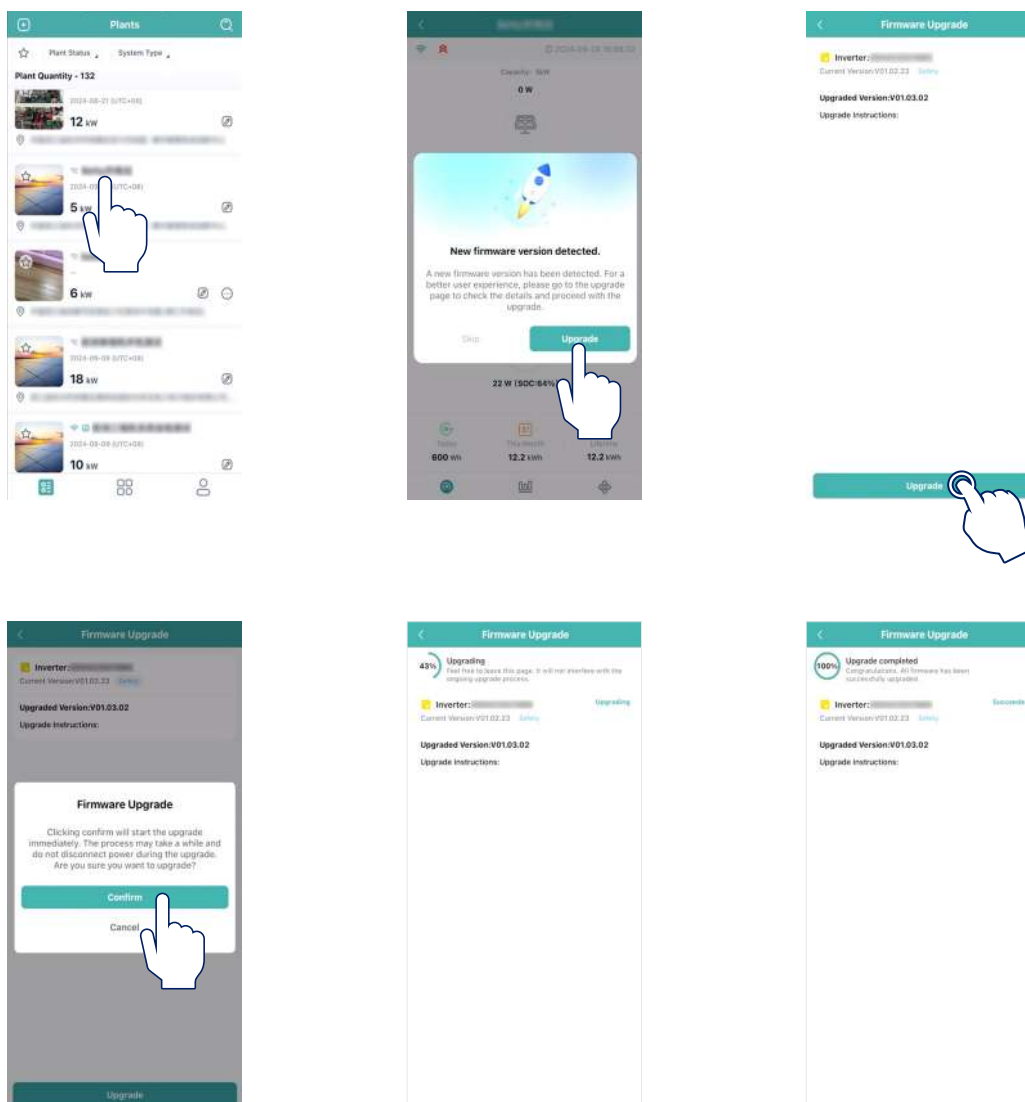 Plants
Plant Status
System Type
Plant Quantity - 132
2024-08-21 (UTC+08)
12 kW
(UTC+08)
5 kW
--
6 kW
2024-09-09 (UTC+08)
18 kW
2024-09-09 (UTC+08)
10 kW
Capacity: 5kW
0 W
New firmware version detected.
A new firmware version has been detected. For a
better user experience, please go to the upgrade
page to check the details and proceed with the
upgrade.
Skip
Upgrade
22 W (SOC:64%)
Today
This Month
Lifetime
600 Wh
12.2 kWh
12.2 kWh
Firmware Upgrade
Inverter:
Current Version:V01.02.23 Safety
Upgraded Version:V01.03.02
Upgrade Instructions:
Upgrade
Firmware Upgrade
Inverter:
Current Version:V01.02.23 Safety
Upgraded Version:V01.03.02
Upgrade Instructions:
Firmware Upgrade
Clicking confirm will start the upgrade
immediately. The process may take a while and
do not disconnect power during the upgrade.
Are you sure you want to upgrade?
Confirm
Cancel
Upgrade
Firmware Upgrade
43%
Upgrading
Feel free to leave this page. It will not interfere with the
ongoing upgrade process.
Inverter:
Upgrading
Current Version:V01.02.23 Safety
Upgraded Version:V01.03.02
Upgrade Instructions:
Firmware Upgrade
100%
Upgrade completed
Congratulations. All firmware has been
successfully upgraded.
Inverter:
Current Version:V01.02.23 Safety
Upgraded Version:V01.03.02
Upgrade Instructions: